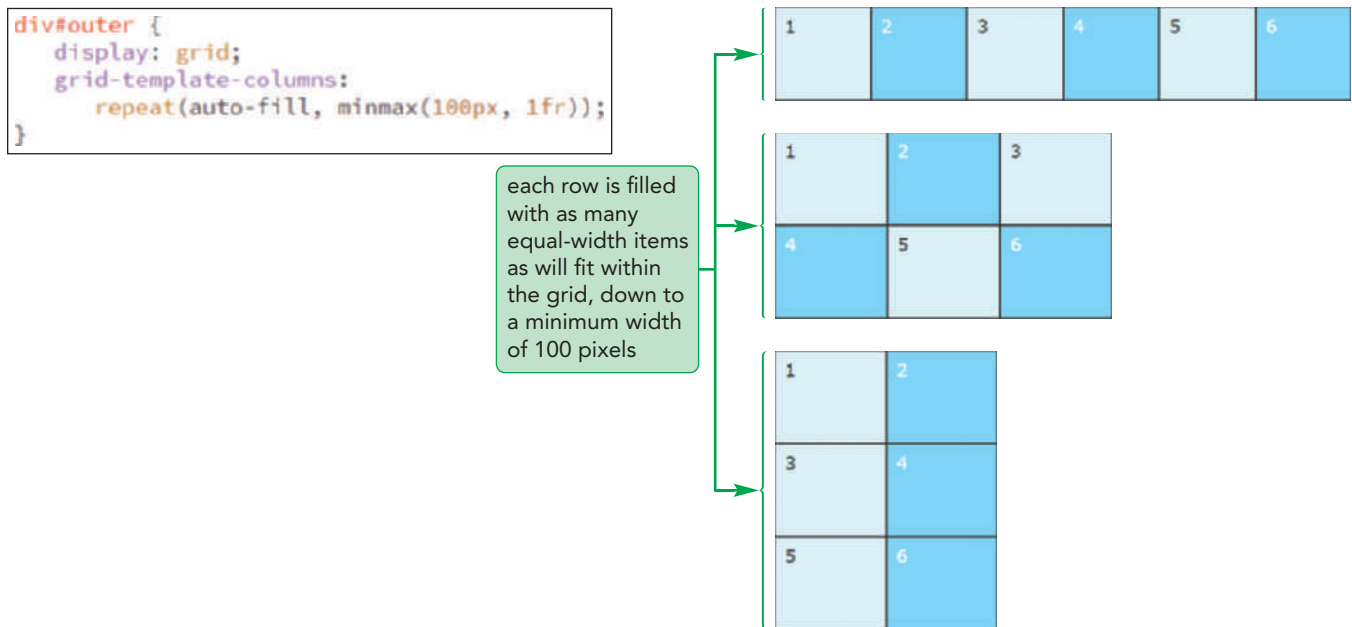 div#outer {
display: grid;
grid-template-columns:
repeat(auto-fill, minmax(100px, 1fr));
}
each row is filled
with as many
equal-width items
as will fit within
the grid, down to
a minimum width
of 100 pixels
1 2 3 4 5 6
1 2 3
4 5 6
1 2
3 4
5 6